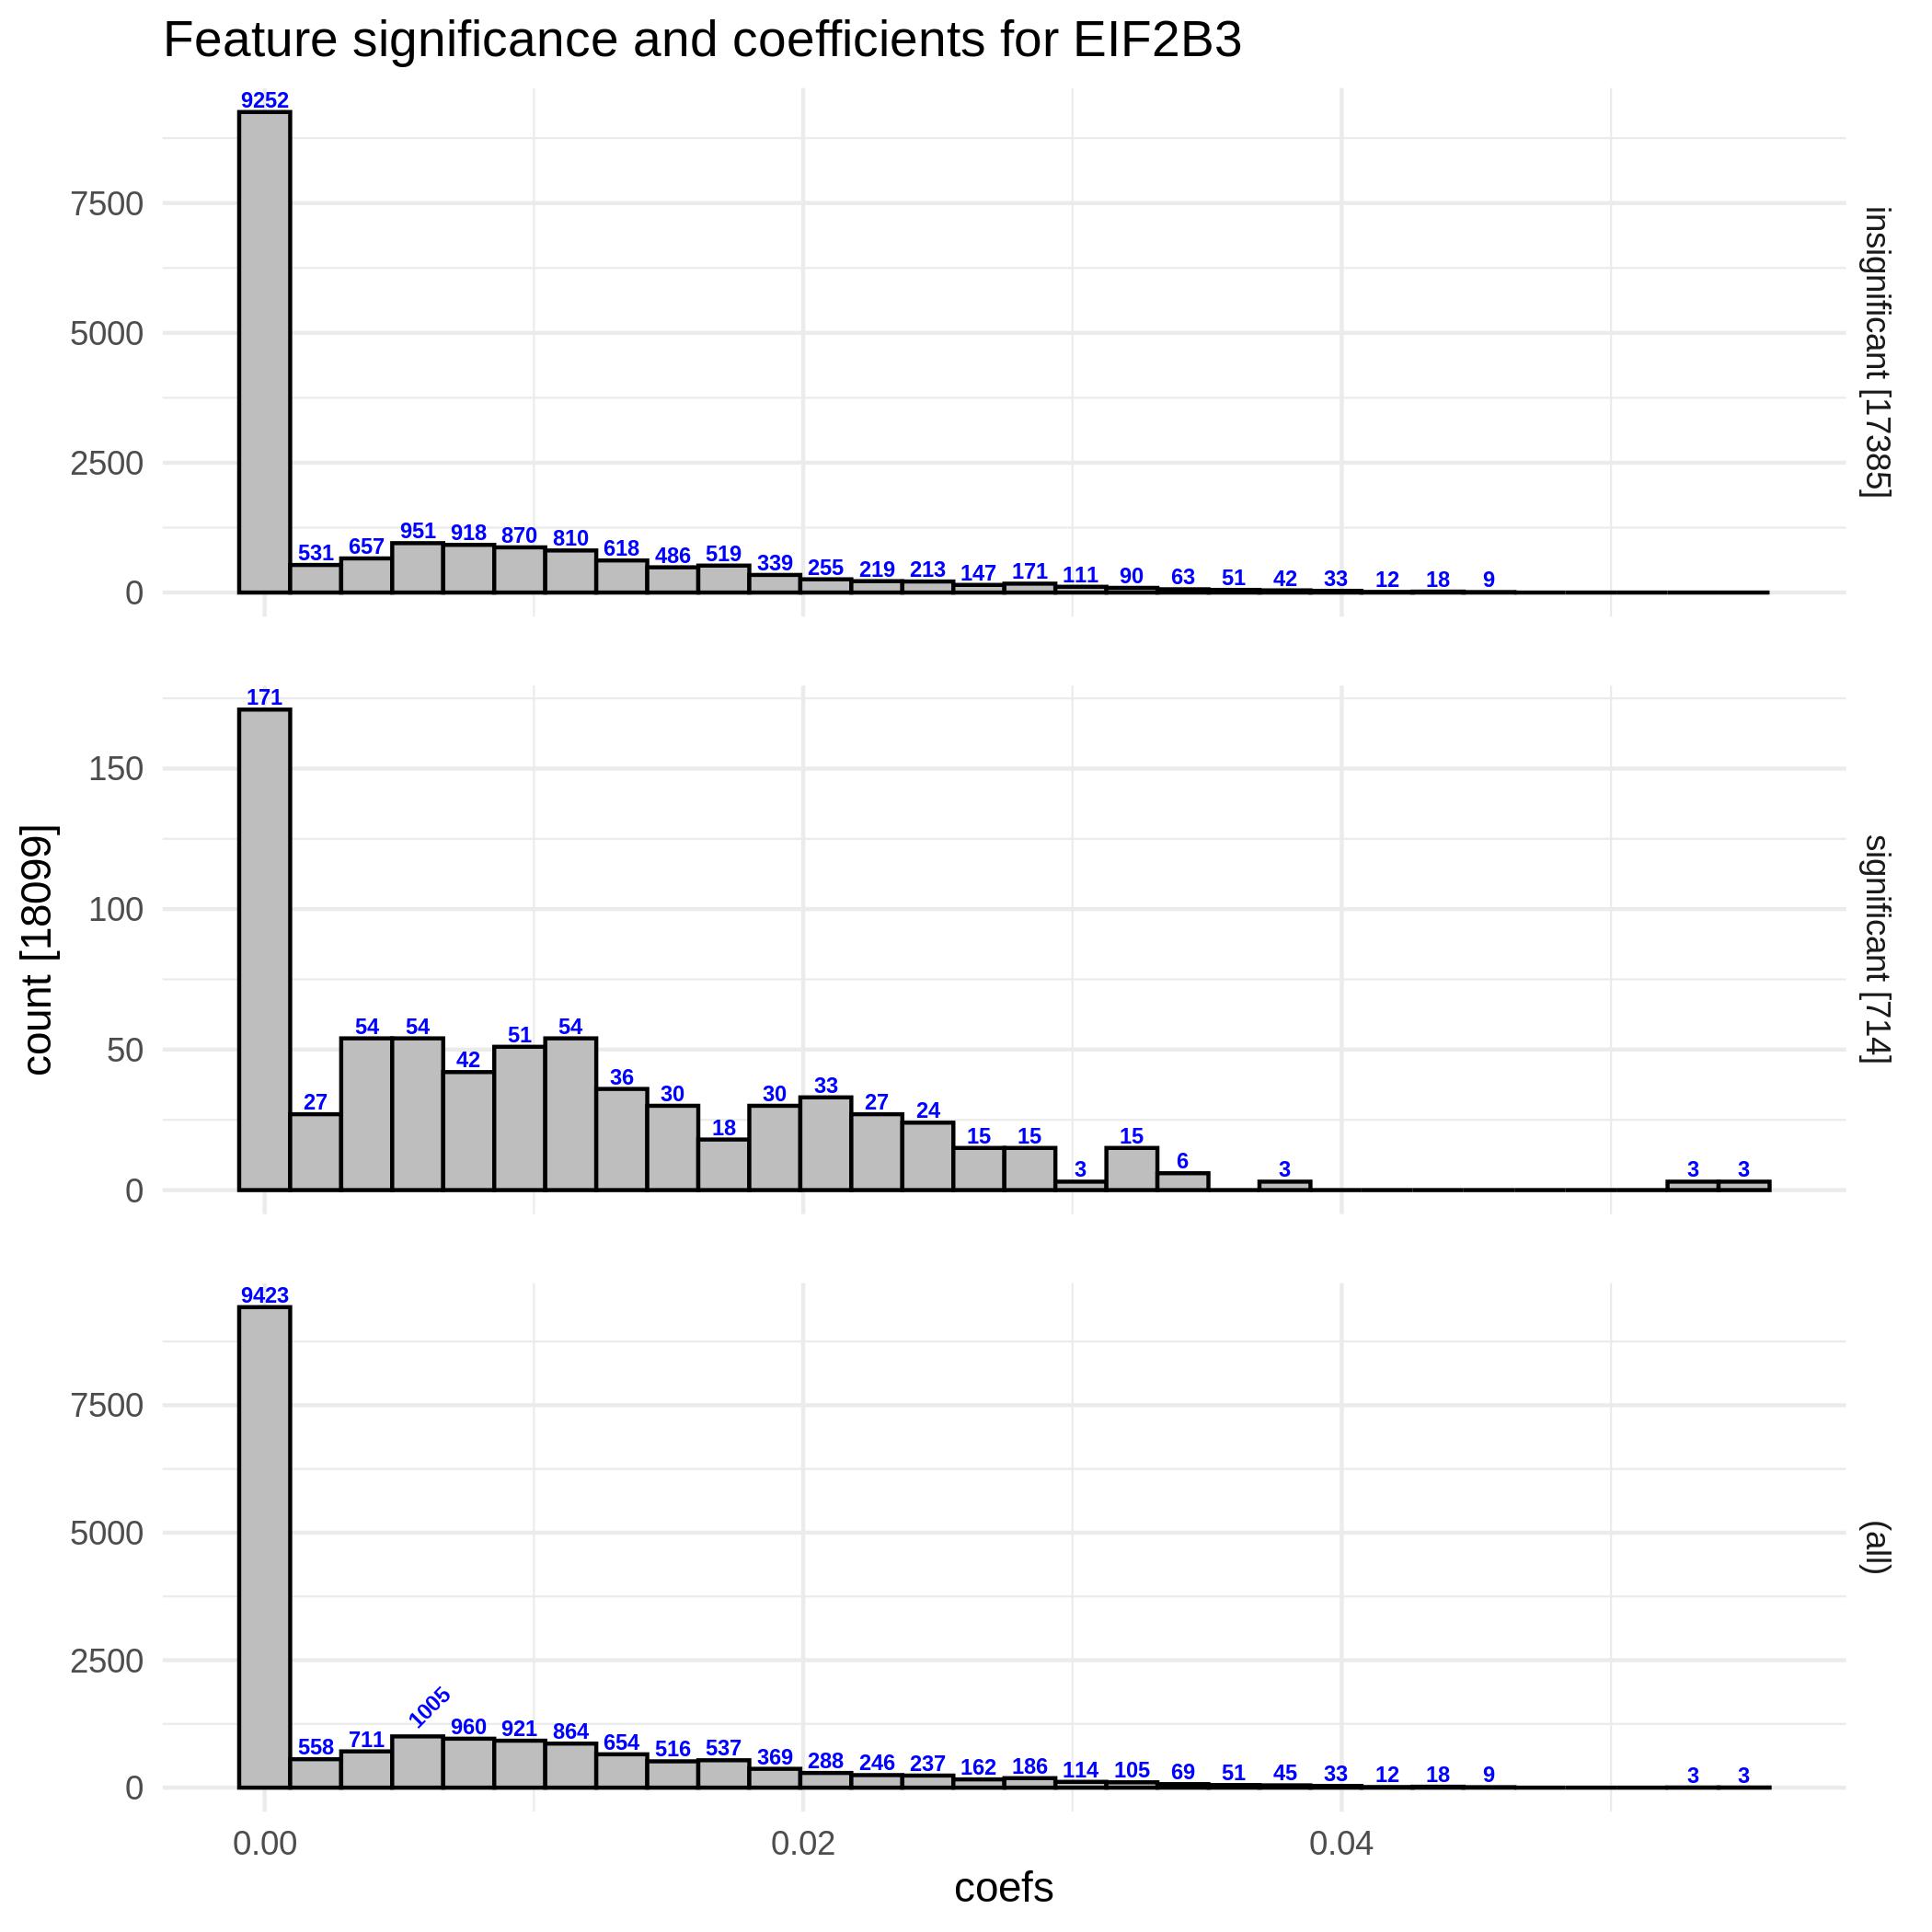 Feature significance and coefficients for EIF2B3
count [18099]
9252
531 657 951 918 870 810 618 486 519 339 255 219 213 147 171 111 90 63 51 42 33 12 18 9
7500
5000
2500
0
insignificant [17385]
171
27 54 54 42 51 54 36 30 18 30 33 27 24 15 15 3 15 6 3 3 3
150
100
50
0
significant [714]
9423
558 711 1005 960 921 864 654 516 537 369 288 246 237 162 186 114 105 69 51 45 33 12 18 9 3 3
7500
5000
2500
0
(all)
0.00 0.02 0.04
coefs